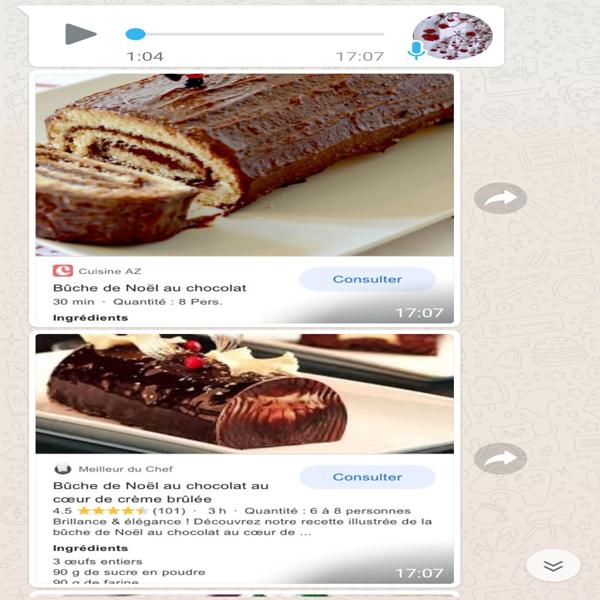 1:04 17:07
Cuisine AZ
Consulter
Bûche de Noël au chocolat
30 min · Quantité : 8 Pers.
17:07
Ingrédients
Meilleur du Chef
Consulter
Bûche de Noël au chocolat au
cœur de crème brûlée
4.5 (101) · 3 h · Quantité : 6 à 8 personnes
Brillance & élégance ! Découvrez notre recette illustrée de la
bûche de Noël au chocolat au cœur de ...
Ingrédients
3 œufs entiers
90 g de sucre en poudre
17:07
90 g de farine